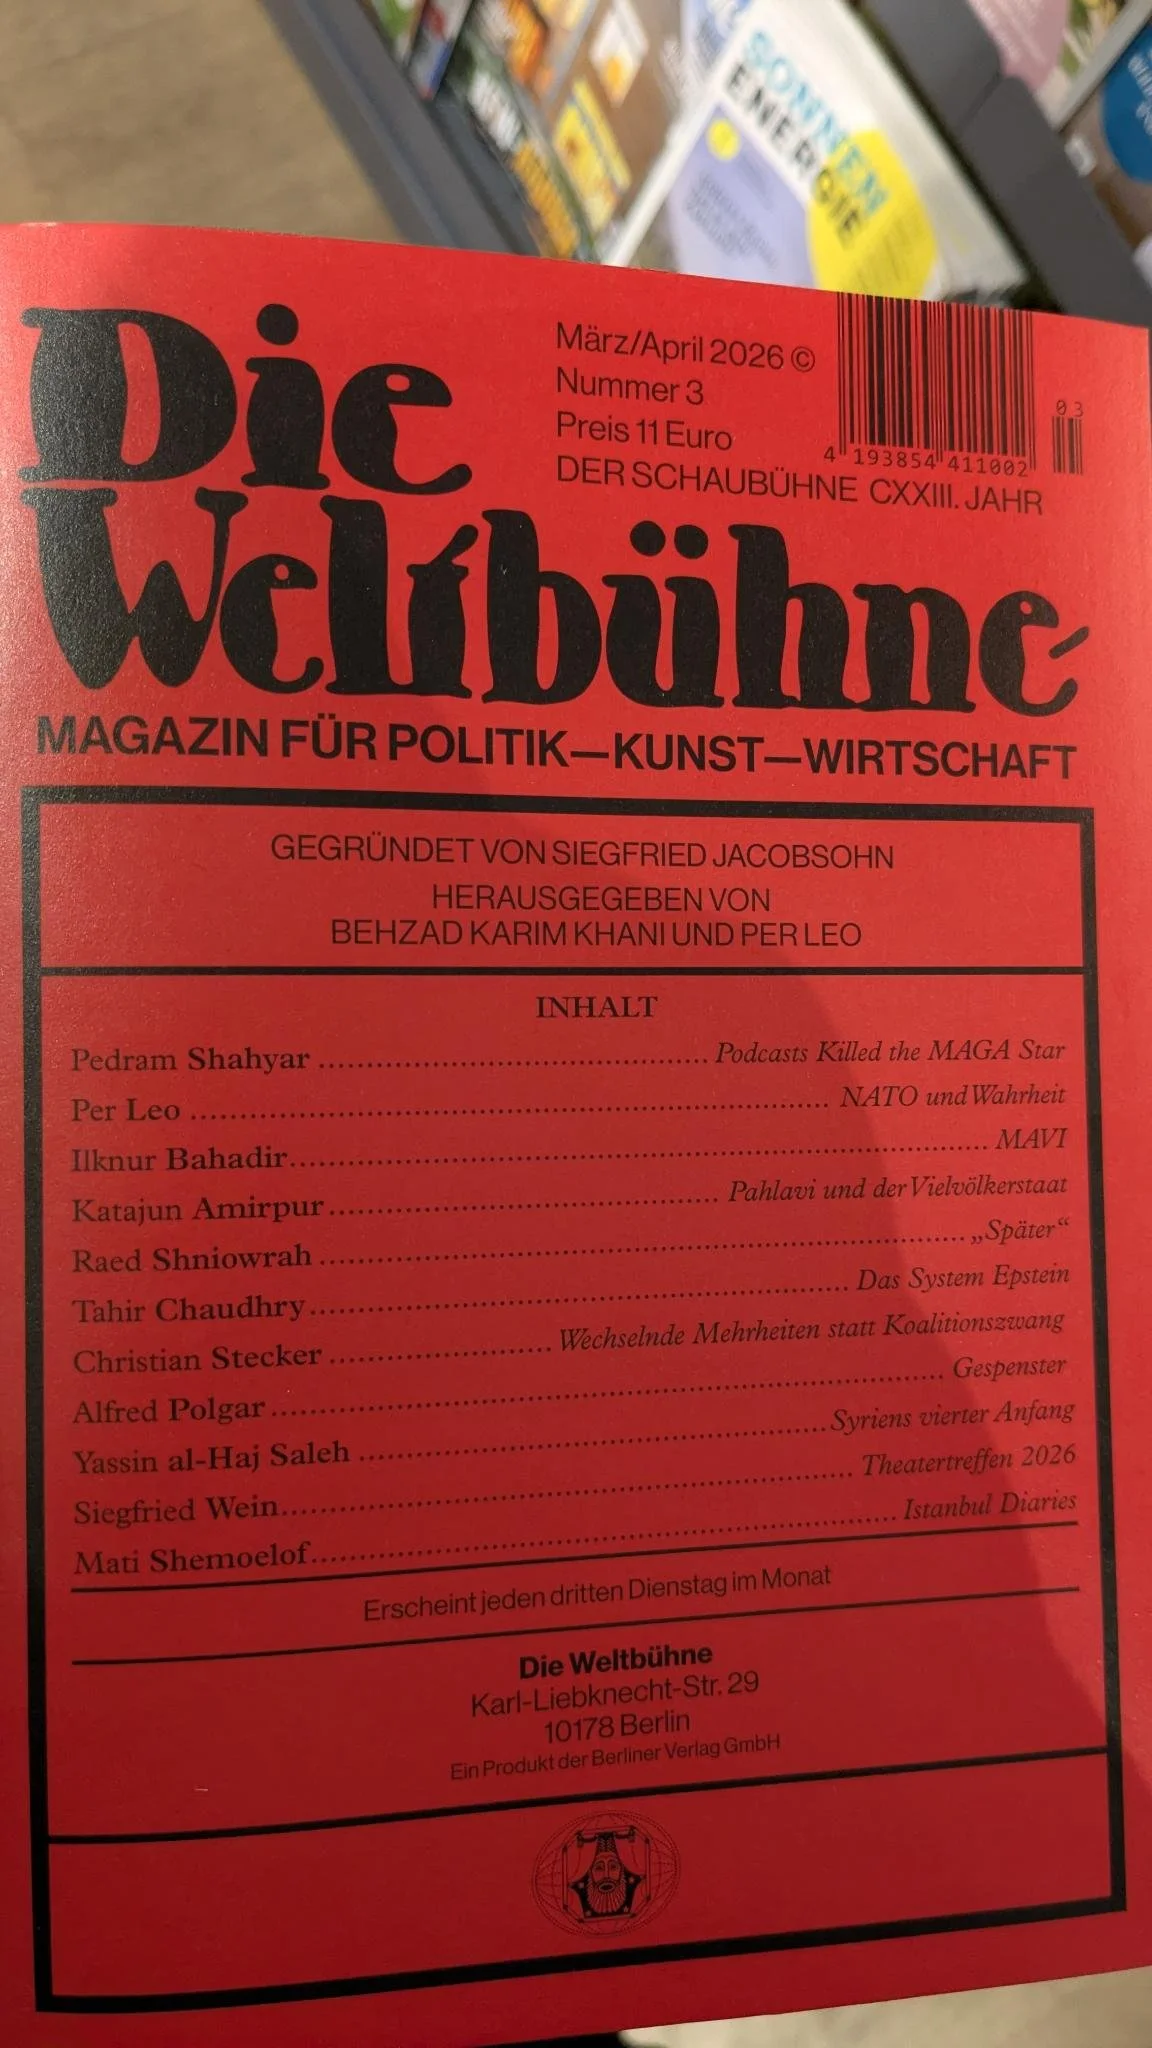 SONNEN
ENERGIE
Die
Weltbühne
März/April 2026 ©
Nummer 3
Preis 11 Euro
DER SCHAUBÜHNE CXXIII. JAHR
4 193854 411002
03
MAGAZIN FÜR POLITIK—KUNST—WIRTSCHAFT
GEGRÜNDET VON SIEGFRIED JACOBSOHN
HERAUSGEGEBEN VON
BEHZAD KARIM KHANI UND PER LEO
INHALT
Pedram Shahyar ........ Podcasts Killed the MAGA Star
Per Leo ........ NATO und Wahrheit
Ilknur Bahadir ........ MAVI
Katajun Amirpur ........ Pahlavi und der Vielvölkerstaat
Raed Shniowrah ........ „Später“
Tahir Chaudhry ........ Das System Epstein
Christian Stecker ........ Wechselnde Mehrheiten statt Koalitionszwang
Alfred Polgar ........ Gespenster
Yassin al-Haj Saleh ........ Syriens vierter Anfang
Siegfried Wein ........ Theatertreffen 2026
Mati Shemoelof ........ Istanbul Diaries
Erscheint jeden dritten Dienstag im Monat
Die Weltbühne
Karl-Liebknecht-Str. 29
10178 Berlin
Ein Produkt der Berliner Verlag GmbH